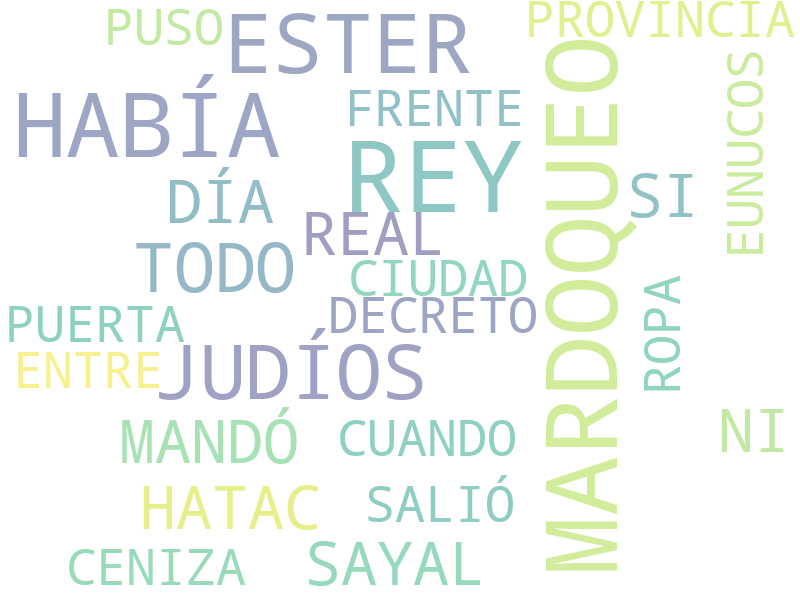 PUSO
ESTER
PROVINCIA
HABÍA
FRENTE
MARDOQUEO
EUNUCOS
REY
DÍA
SI
REAL
TODO
CIUDAD
ROPA
DECRETO
PUERTA
ENTRE
JUDÍOS
MANDÓ
CUANDO
NI
HATAC
SALIÓ
CENIZA
SAYAL